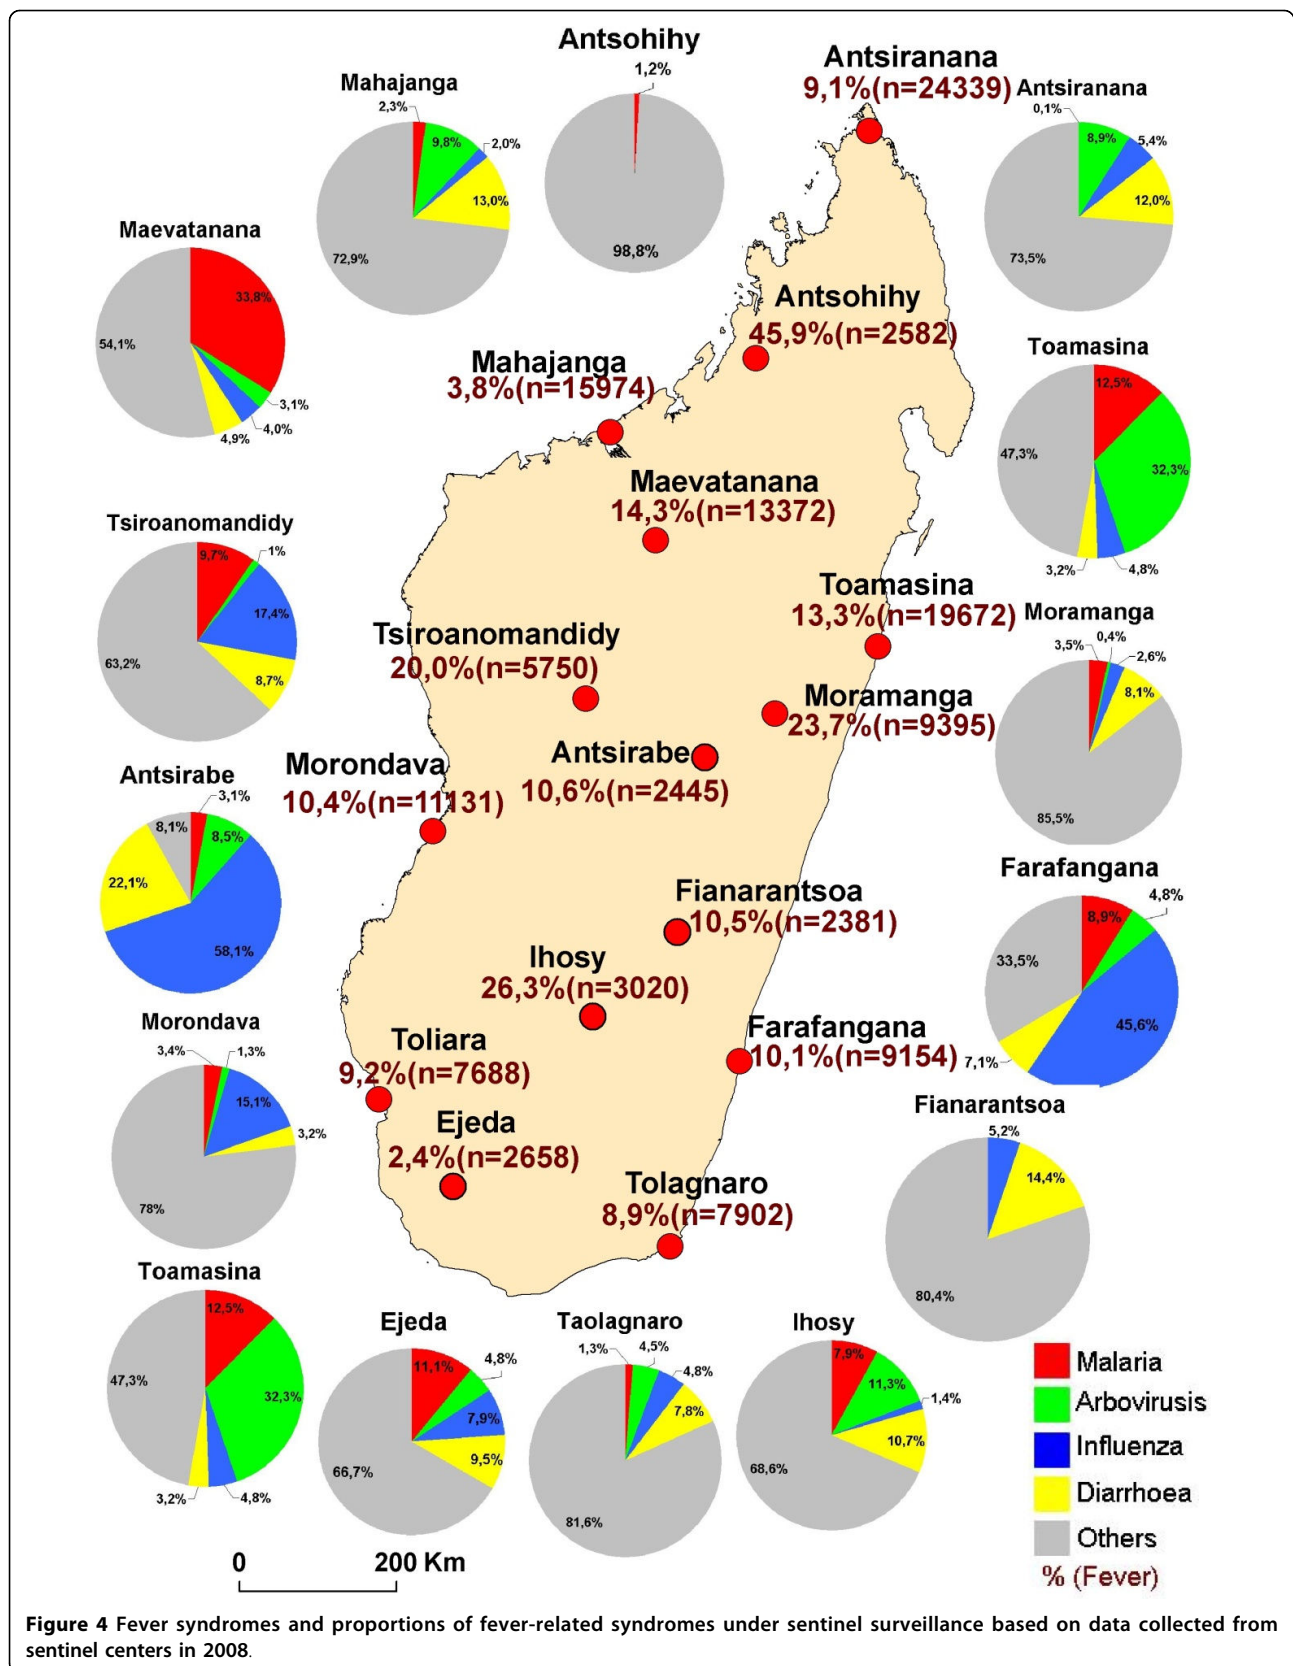 Antsohihy
1,2%
98,8%
Mahajanga
2,3%
9,8%
2,0%
13,0%
72,9%
Antsiranana
9,1%(n=24339)
Antsiranana
0,1%
8,9%
5,4%
12,0%
73,5%
Maevatanana
33,8%
54,1%
3,1%
4,0%
4,9%
Antsohihy
45,9%(n=2582)
Mahajanga
3,8%(n=15974)
Toamasina
12,5%
47,3%
32,3%
3,2%
4,8%
Maevatanana
14,3%(n=13372)
Tsiroanomandidy
9,7%
1%
17,4%
63,2%
8,7%
Toamasina
13,3%(n=19672)
Tsiroanomandidy
20,0%(n=5750)
Moramanga
3,5%
0,4%
2,6%
8,1%
85,5%
Moramanga
23,7%(n=9395)
Antsirabe
10,6%(n=2445)
Morondava
10,4%(n=11131)
Antsirabe
3,1%
8,1%
8,5%
22,1%
58,1%
Fianarantsoa
10,5%(n=2381)
Farafangana
4,8%
8,9%
33,5%
45,6%
7,1%
Ihosy
26,3%(n=3020)
Morondava
3,4%
1,3%
15,1%
3,2%
78%
Toliara
9,2%(n=7688)
Farafangana
10,1%(n=9154)
Ejeda
2,4%(n=2658)
Fianarantsoa
5,2%
14,4%
80,4%
Tolagnaro
8,9%(n=7902)
Toamasina
12,5%
47,3%
32,3%
3,2%
4,8%
Ejeda
11,1%
4,8%
7,9%
9,5%
66,7%
Taolagnaro
1,3%
4,5%
4,8%
7,8%
81,6%
Ihosy
7,9%
11,3%
1,4%
10,7%
68,6%
Malaria
Arbovirusis
Influenza
Diarrhoea
Others
% (Fever)
0 200 Km
Figure 4 Fever syndromes and proportions of fever-related syndromes under sentinel surveillance based on data collected from
sentinel centers in 2008.